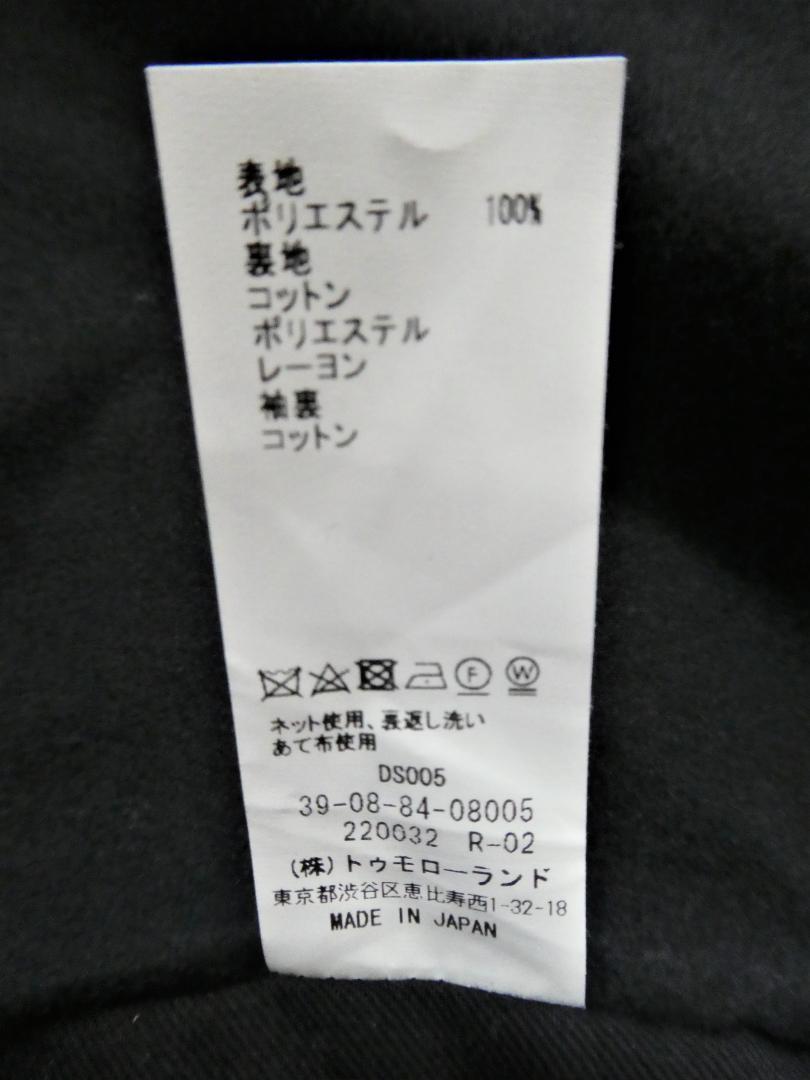 表地
ポリエステル 100%
裏地
コットン
ポリエステル
レーヨン
袖裏
コットン
F W
ネット使用、裏返し洗い
あて布使用
DS005
39-08-84-08005
220032 R-02
(株)トゥモローランド
東京都渋谷区恵比寿西1-32-18
MADE IN JAPAN